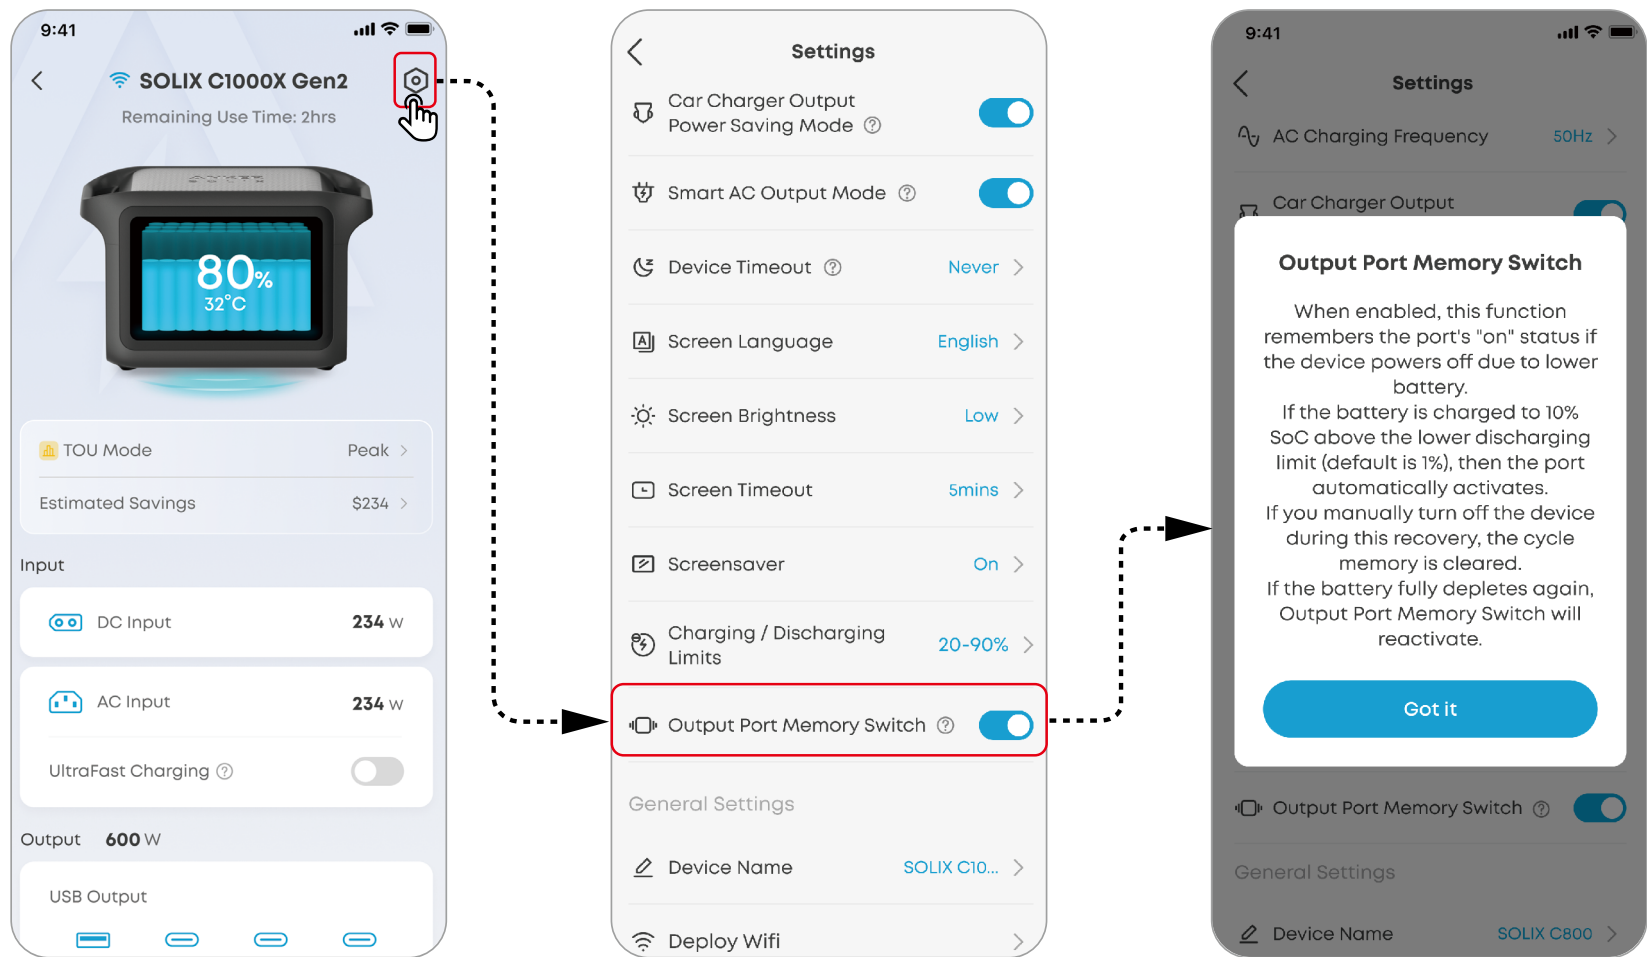 9:41
SOLIX C1000X Gen2
Remaining Use Time: 2hrs
ANKER
SOLIX
80%
32°C
TOU Mode
Peak
Estimated Savings
$234
Input
DC Input
234 W
AC Input
234 W
UltraFast Charging ?
Output 600 W
USB Output
Settings
Car Charger Output
Power Saving Mode ?
Smart AC Output Mode ?
Device Timeout ?
Never
Screen Language
English
Screen Brightness
Low
Screen Timeout
5mins
Screensaver
On
Charging / Discharging
Limits
20-90%
Output Port Memory Switch ?
General Settings
Device Name
SOLIX C10...
Deploy Wifi
9:41
Settings
AC Charging Frequency
50Hz
Car Charger Output
Output Port Memory Switch
When enabled, this function
remembers the port's "on" status if
the device powers off due to lower
battery.
If the battery is charged to 10%
SoC above the lower discharging
limit (default is 1%), then the port
automatically activates.
If you manually turn off the device
during this recovery, the cycle
memory is cleared.
If the battery fully depletes again,
Output Port Memory Switch will
reactivate.
Got it
Output Port Memory Switch ?
General Settings
Device Name
SOLIX C800